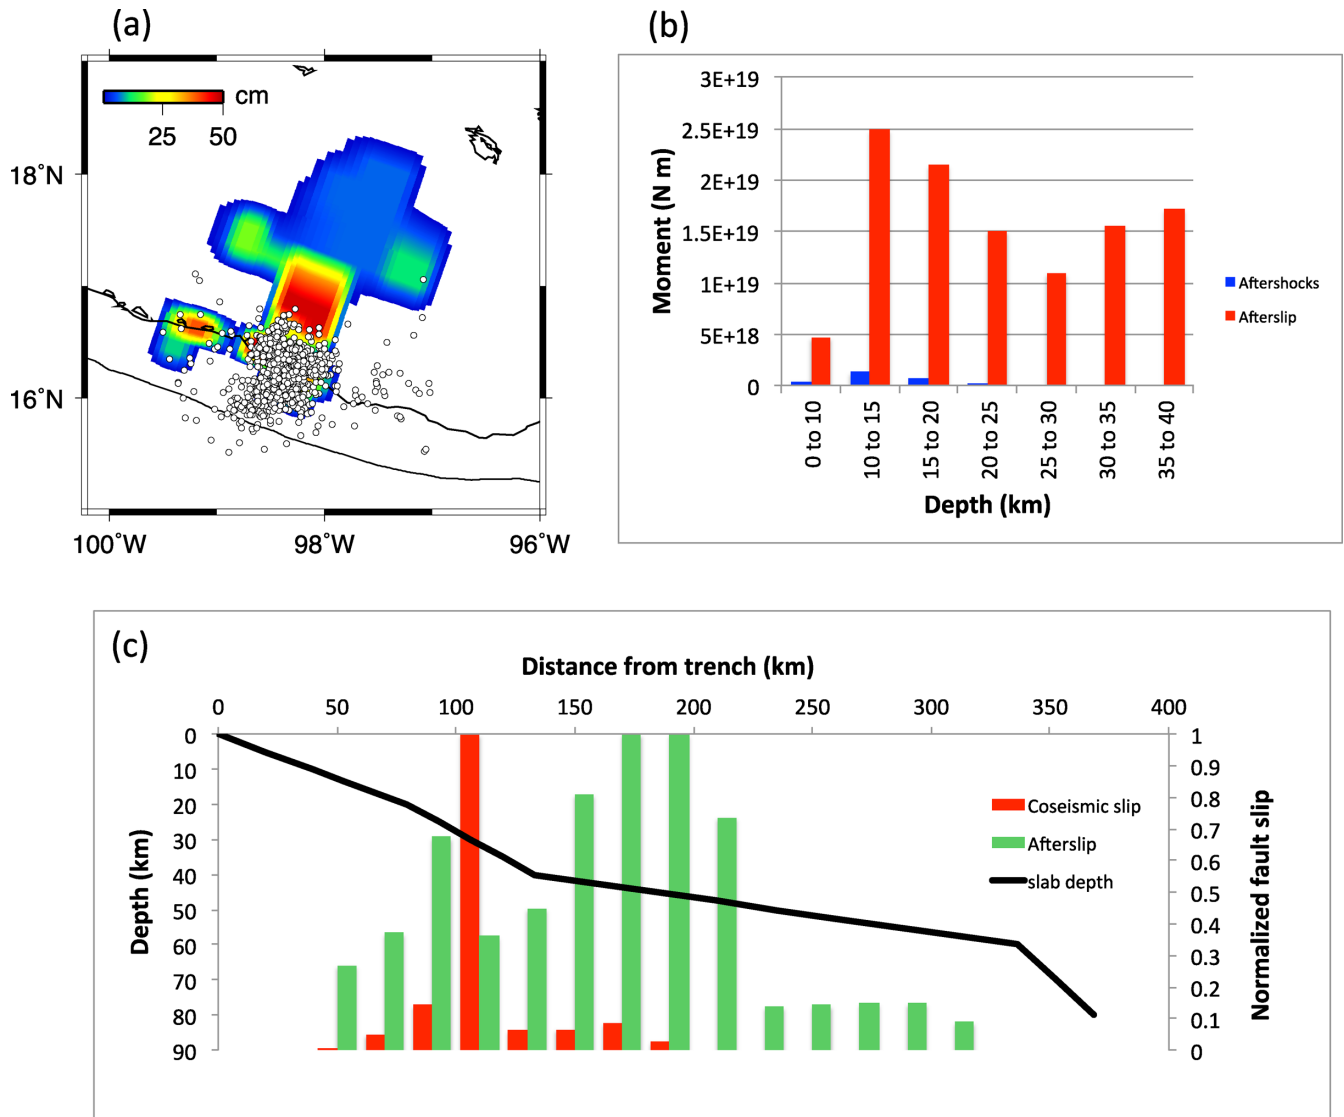 (a)
cm
25 50
18°N
16°N
100°W 98°W 96°W
(b)
3E+19
2.5E+19
2E+19
1.5E+19
1E+19
5E+18
0
Moment (N m)
0 to 10
10 to 15
15 to 20
20 to 25
25 to 30
30 to 35
35 to 40
Depth (km)
Aftershocks
Afterslip
(c)
Distance from trench (km)
0 50 100 150 200 250 300 350 400
0
10
20
30
40
50
60
70
80
90
Depth (km)
Coseismic slip
Afterslip
slab depth
1
0.9
0.8
0.7
0.6
0.5
0.4
0.3
0.2
0.1
0
Normalized fault slip